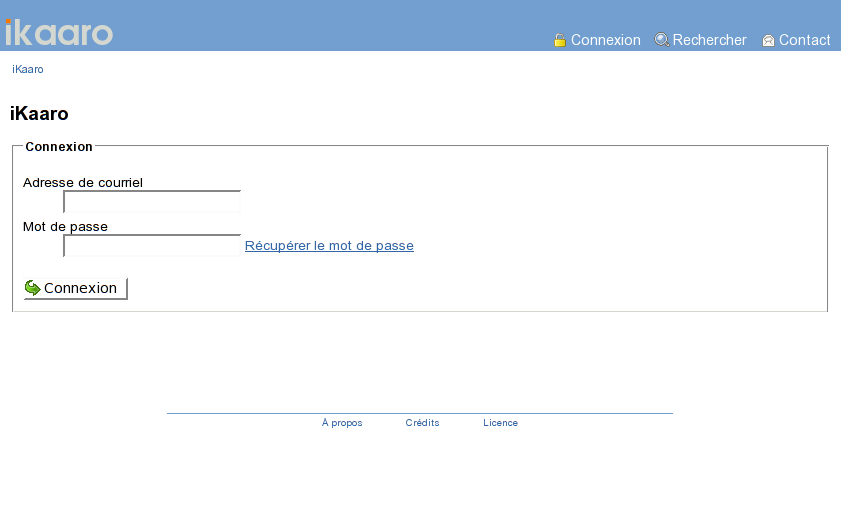 ikaaro
Connexion Rechercher Contact
iKaaro
iKaaro
Connexion
Adresse de courriel
Mot de passe
Récupérer le mot de passe
Connexion
À propos Crédits Licence